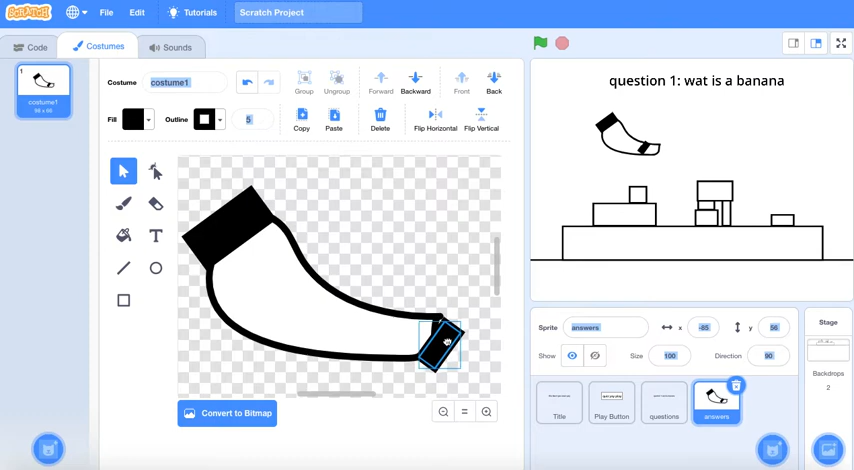 SCRATCH
File
Edit
Tutorials
Scratch Project
Code
Costumes
Sounds
1
costume1
Costume
costume1
Group
Ungroup
Forward
Backward
Front
Back
Fill
Outline
5
Copy
Paste
Delete
Flip Horizontal
Flip Vertical
T
Convert to Bitmap
question 1: wat is a banana
Sprite
answers
x
-85
y
56
Show
Size
100
Direction
90
Stage
Backdrops
2
Title
Play Button
questions
answers